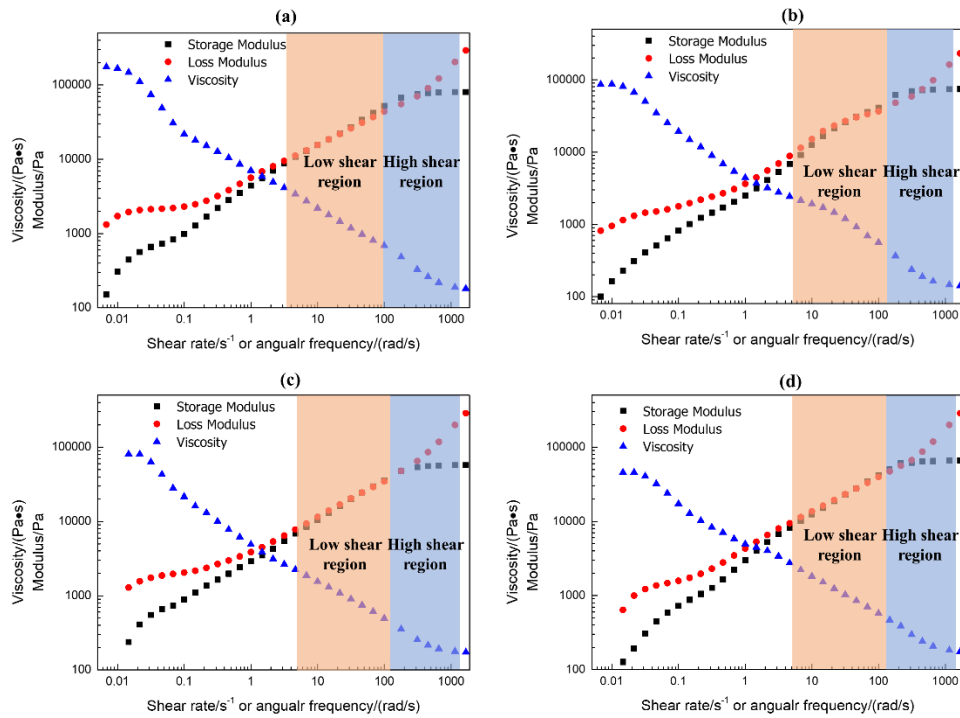 (a)
Storage Modulus
Loss Modulus
Viscosity
100000
10000
1000
100
Viscosity/(Pa•s)
Modulus/Pa
Low shear
region
High shear
region
0.01 0.1 1 10 100 1000
Shear rate/s⁻¹ or angualr frequency/(rad/s)
(b)
Storage Modulus
Loss Modulus
Viscosity
100000
10000
1000
100
Viscosity/(Pa•s)
Modulus/Pa
Low shear
region
High shear
region
0.01 0.1 1 10 100 1000
Shear rate/s⁻¹ or angualr frequency/(rad/s)
(c)
Storage Modulus
Loss Modulus
Viscosity
100000
10000
1000
100
Viscosity/(Pa•s)
Modulus/Pa
Low shear
region
High shear
region
0.01 0.1 1 10 100 1000
Shear rate/s⁻¹ or angualr frequency/(rad/s)
(d)
Storage Modulus
Loss Modulus
Viscosity
100000
10000
1000
100
Viscosity/(Pa•s)
Modulus/Pa
Low shear
region
High shear
region
0.01 0.1 1 10 100 1000
Shear rate/s⁻¹ or angualr frequency/(rad/s)